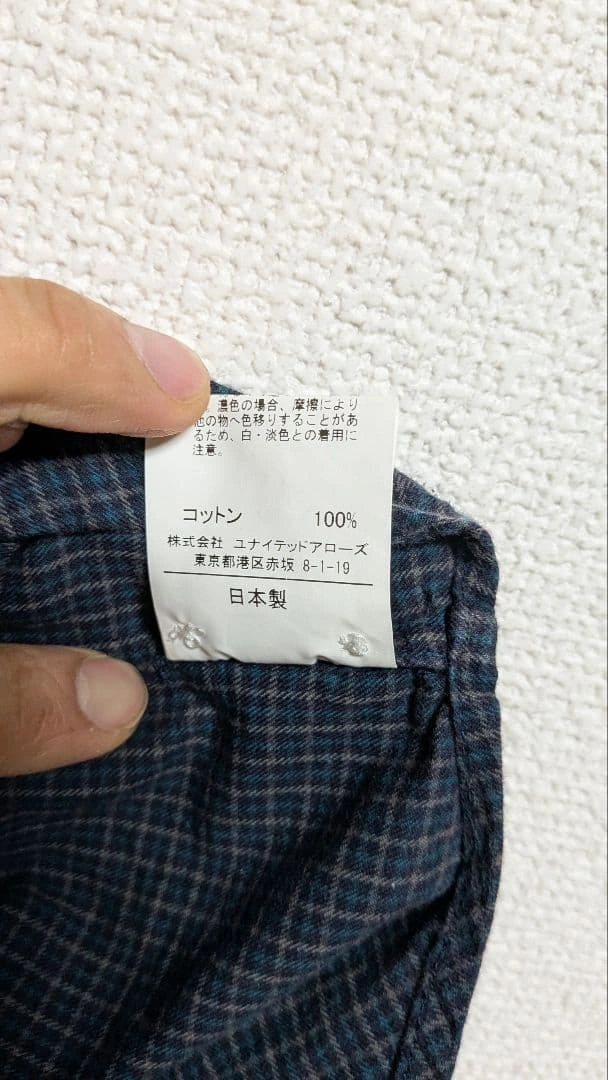 濃色の場合、摩擦により
他の物へ色移りすることがあ
るため、白・淡色との着用に
注意。
コットン 100%
株式会社 ユナイテッドアローズ
東京都港区赤坂 8-1-19
日本製